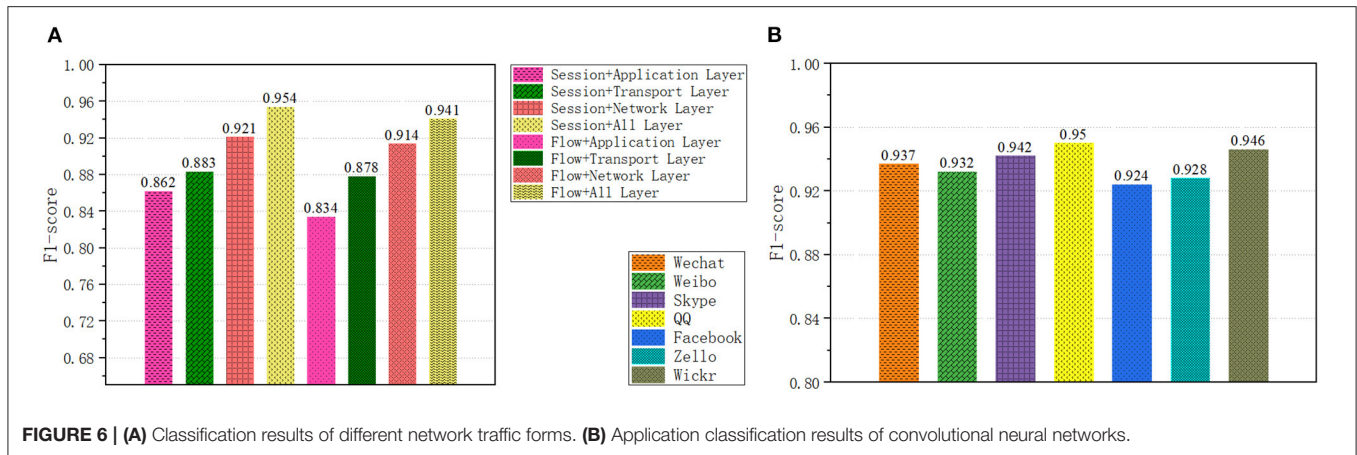 A
F1-score
1.00
0.96
0.92
0.88
0.84
0.80
0.76
0.72
0.68
0.862
0.883
0.921
0.954
0.834
0.878
0.914
0.941
Session+Application Layer
Session+Transport Layer
Session+Network Layer
Session+All Layer
Flow+Application Layer
Flow+Transport Layer
Flow+Network Layer
Flow+All Layer
Wechat
Weibo
Skype
QQ
Facebook
Zello
Wickr
B
F1-score
1.00
0.96
0.92
0.88
0.84
0.80
0.937
0.932
0.942
0.95
0.924
0.928
0.946
FIGURE 6 | (A) Classification results of different network traffic forms. (B) Application classification results of convolutional neural networks.